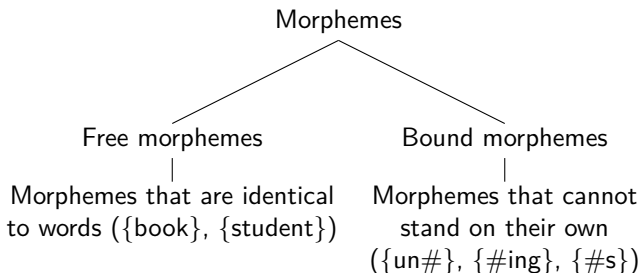 Morphemes
Free morphemes
Bound morphemes
Morphemes that are identical
to words ({book}, {student})
Morphemes that cannot
stand on their own
({un#}, {#ing}, {#s})